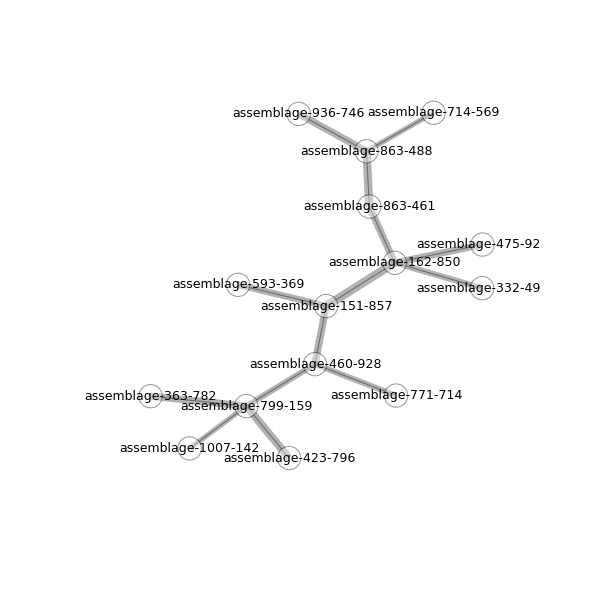 assemblage-936-746
assemblage-714-569
assemblage-863-488
assemblage-863-461
assemblage-475-92
assemblage-162-850
assemblage-593-369
assemblage-332-49
assemblage-151-857
assemblage-460-928
assemblage-363-782
assemblage-771-714
assemblage-799-159
assemblage-1007-142
assemblage-423-796